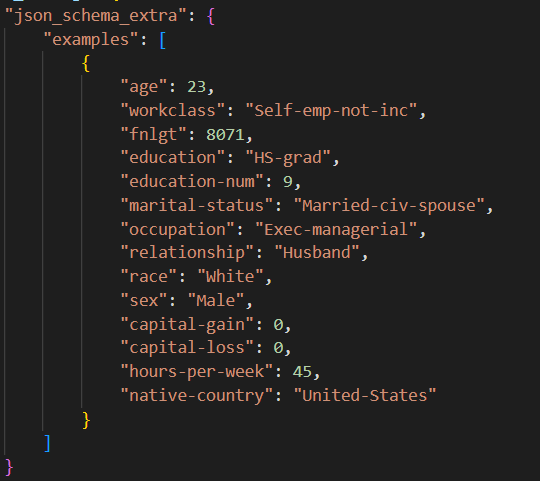 "json_schema_extra": {
"examples": [
{
"age": 23,
"workclass": "Self-emp-not-inc",
"fnlgt": 8071,
"education": "HS-grad",
"education-num": 9,
"marital-status": "Married-civ-spouse",
"occupation": "Exec-managerial",
"relationship": "Husband",
"race": "White",
"sex": "Male",
"capital-gain": 0,
"capital-loss": 0,
"hours-per-week": 45,
"native-country": "United-States"
}
]
}